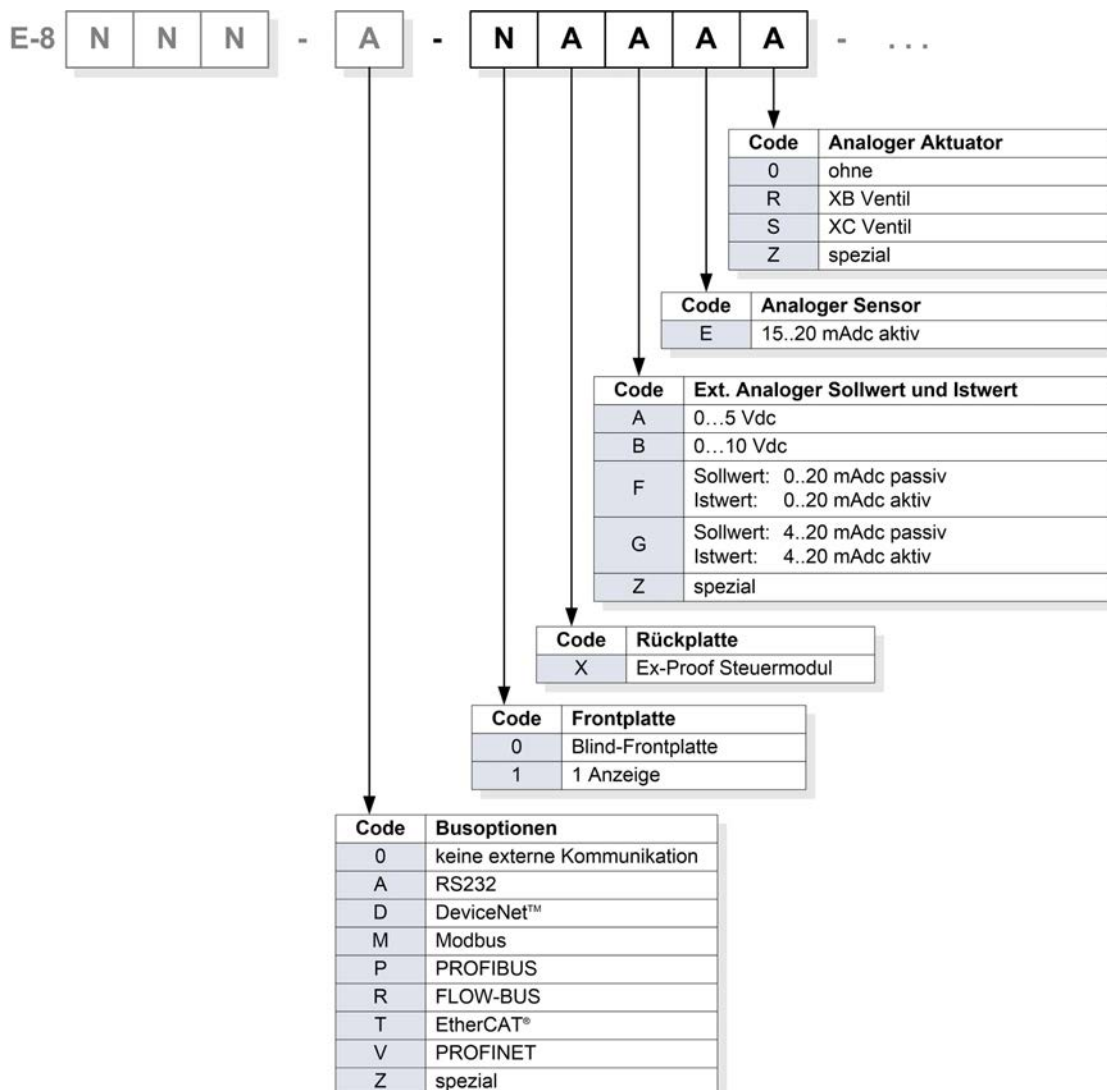 E-8 N N N - A - N A A A A - . . .
Code Analoger Aktuator
0 ohne
R XB Ventil
S XC Ventil
Z spezial
Code Analoger Sensor
E 15..20 mAdc aktiv
Code Ext. Analoger Sollwert und Istwert
A 0…5 Vdc
B 0…10 Vdc
F Sollwert: 0..20 mAdc passiv
Istwert: 0..20 mAdc aktiv
G Sollwert: 4..20 mAdc passiv
Istwert: 4..20 mAdc aktiv
Z spezial
Code Rückplatte
X Ex-Proof Steuermodul
Code Frontplatte
0 Blind-Frontplatte
1 1 Anzeige
Code Busoptionen
0 keine externe Kommunikation
A RS232
D DeviceNet™
M Modbus
P PROFIBUS
R FLOW-BUS
T EtherCAT®
V PROFINET
Z spezial